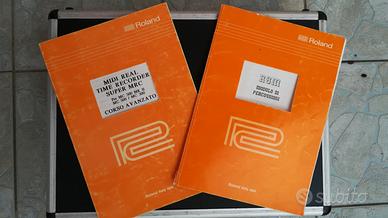 Roland
MIDI REAL
TIME RECORDER
SUPER MRC
CORSO AVANZATO
Roland
R8M
MODULO DI
PERCUSSIONI
subito